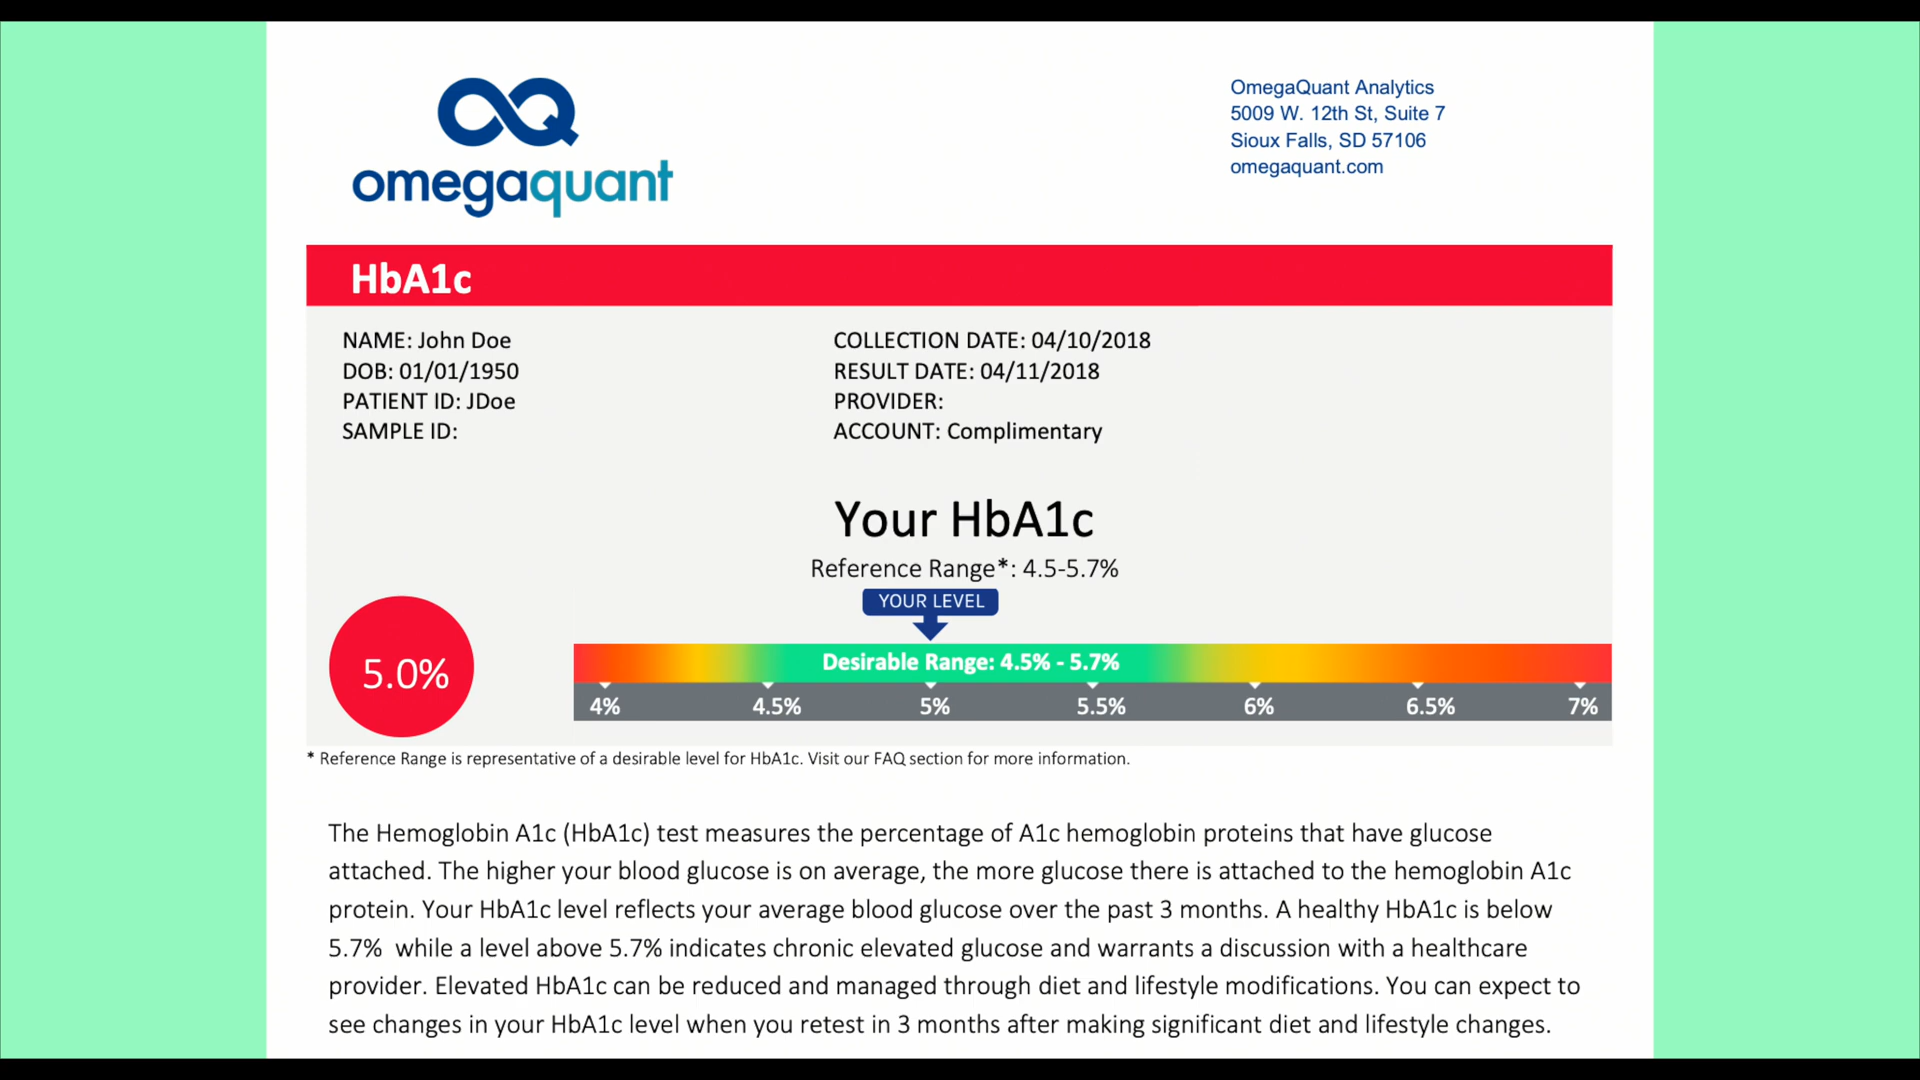 omegaquant
OmegaQuant Analytics
5009 W. 12th St, Suite 7
Sioux Falls, SD 57106
omegaquant.com
HbA1c
NAME: John Doe
DOB: 01/01/1950
PATIENT ID: JDoe
SAMPLE ID:
COLLECTION DATE: 04/10/2018
RESULT DATE: 04/11/2018
PROVIDER:
ACCOUNT: Complimentary
Your HbA1c
Reference Range*: 4.5-5.7%
YOUR LEVEL
5.0%
Desirable Range: 4.5% - 5.7%
4% 4.5% 5% 5.5% 6% 6.5% 7%
* Reference Range is representative of a desirable level for HbA1c. Visit our FAQ section for more information.
The Hemoglobin A1c (HbA1c) test measures the percentage of A1c hemoglobin proteins that have glucose
attached. The higher your blood glucose is on average, the more glucose there is attached to the hemoglobin A1c
protein. Your HbA1c level reflects your average blood glucose over the past 3 months. A healthy HbA1c is below
5.7%  while a level above 5.7% indicates chronic elevated glucose and warrants a discussion with a healthcare
provider. Elevated HbA1c can be reduced and managed through diet and lifestyle modifications. You can expect to
see changes in your HbA1c level when you retest in 3 months after making significant diet and lifestyle changes.